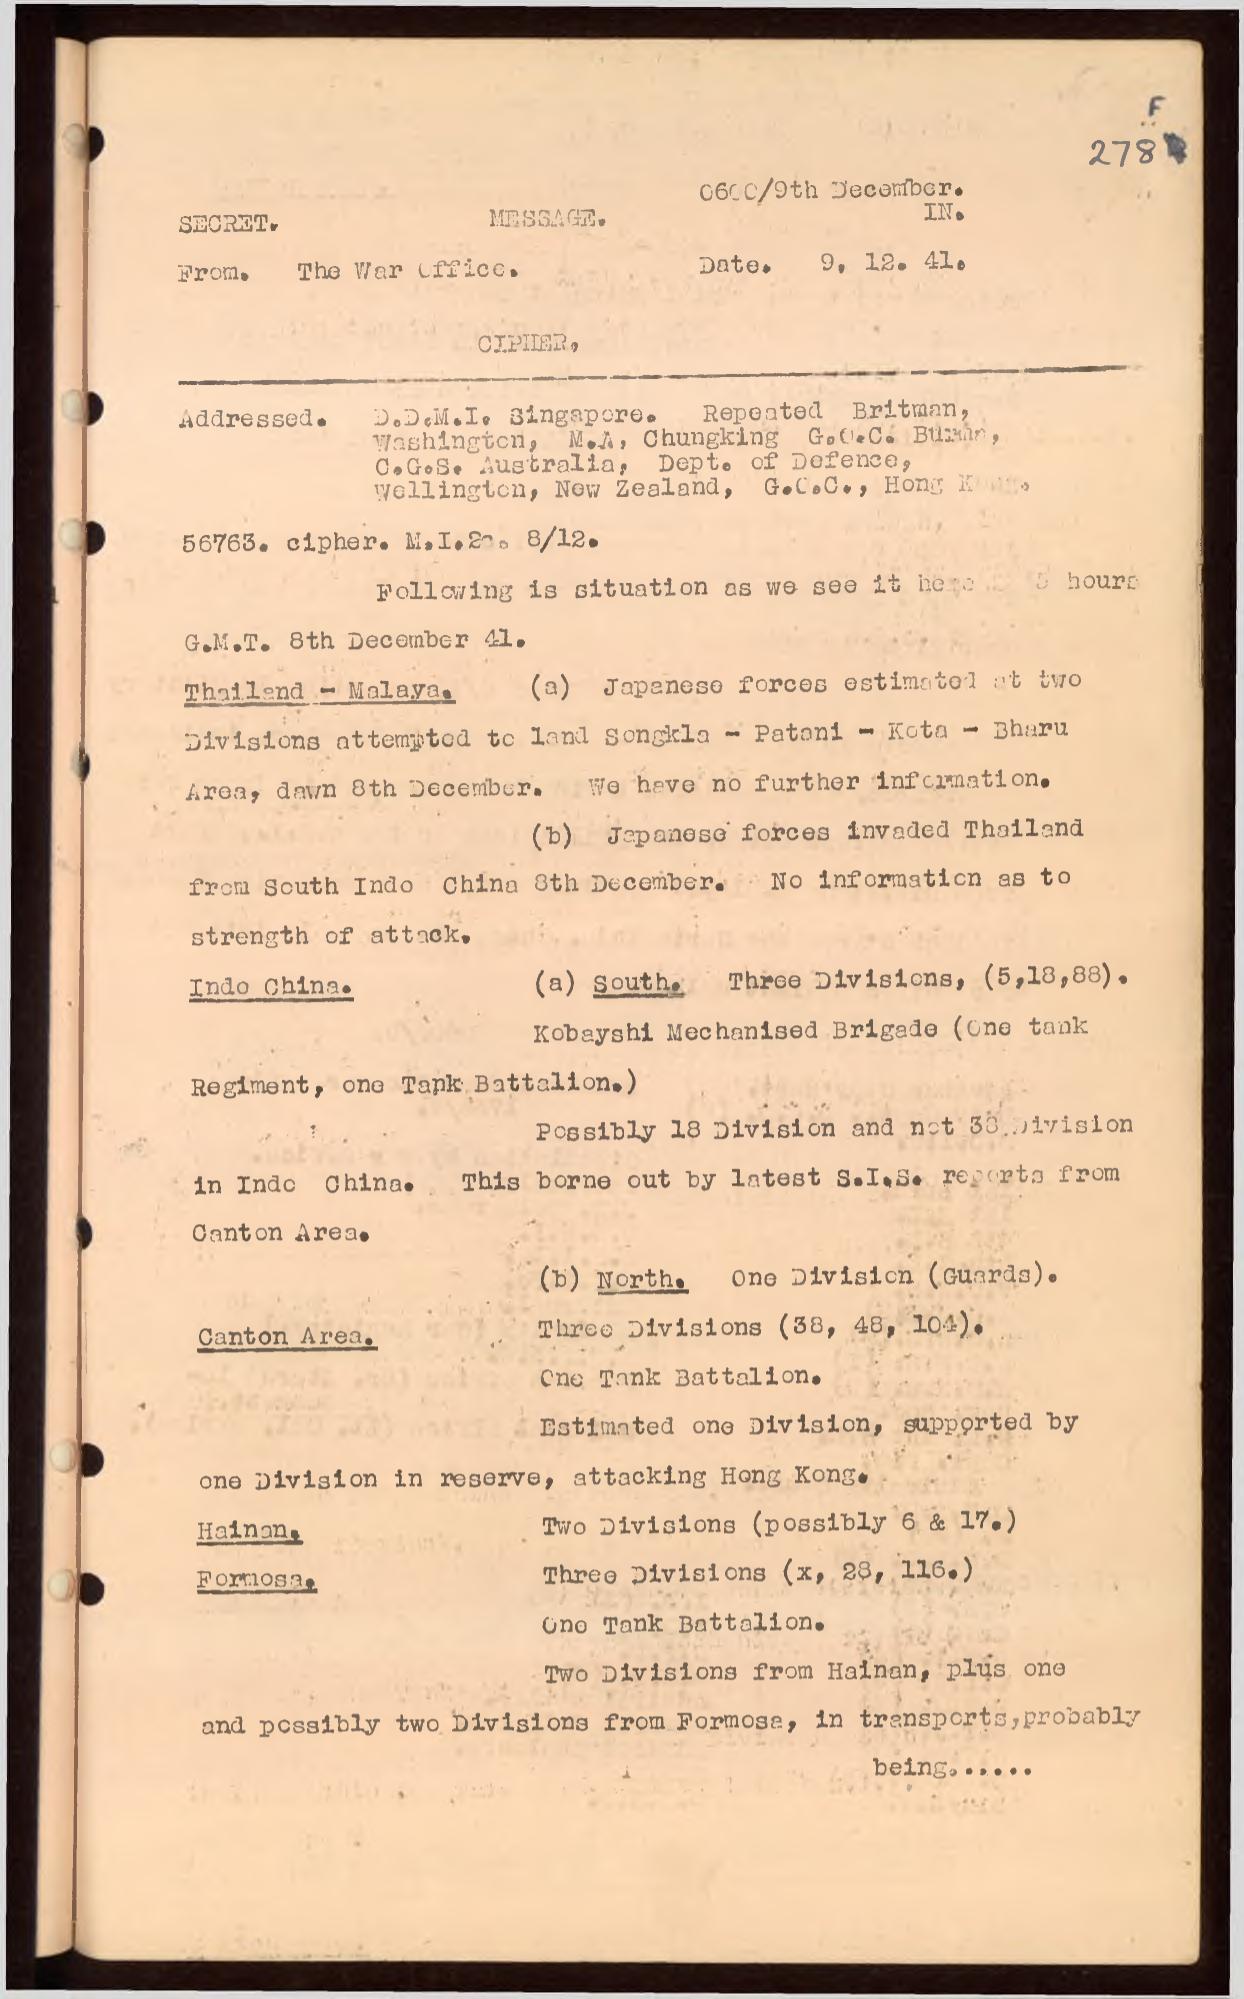 F
278
0600/9th December.
SECRET. MESSAGE. IN.
From. The War Office. Date. 9. 12. 41.
CIPHER,
Addressed. D.D.M.I. Singapore. Repeated Britman,
Washington, M.A, Chungking G.O.C. Burma,
C.G.S. Australia, Dept. of Defence,
Wellington, New Zealand, G.O.C., Hong Kong.
56763. cipher. M.I.2 8/12.
Following is situation as we see it hours
G.M.T. 8th December 41.
Thailand - Malaya. (a) Japanese forces estimated at two
Divisions attempted to land Songkla - Patani - Kota - Bharu
Area, dawn 8th December. We have no further information.
(b) Japanese forces invaded Thailand
from South Indo China 8th December. No information as to
strength of attack.
Indo China. (a) South. Three Divisions, (5,18,88).
Kobayshi Mechanised Brigade (One tank
Regiment, one Tank Battalion.)
Possibly 18 Division and not 38 Division
in Indo China. This borne out by latest S.I.S. reports from
Canton Area.
(b) North. One Division (Guards).
Canton Area. Three Divisions (38, 48, 104).
One Tank Battalion.
Estimated one Division, supported by
one Division in reserve, attacking Hong Kong.
Hainan. Two Divisions (possibly 6 & 17.)
Formosa. Three Divisions (x, 28, 116.)
One Tank Battalion.
Two Divisions from Hainan, plus one
and possibly two Divisions from Formosa, in transports,probably
being......